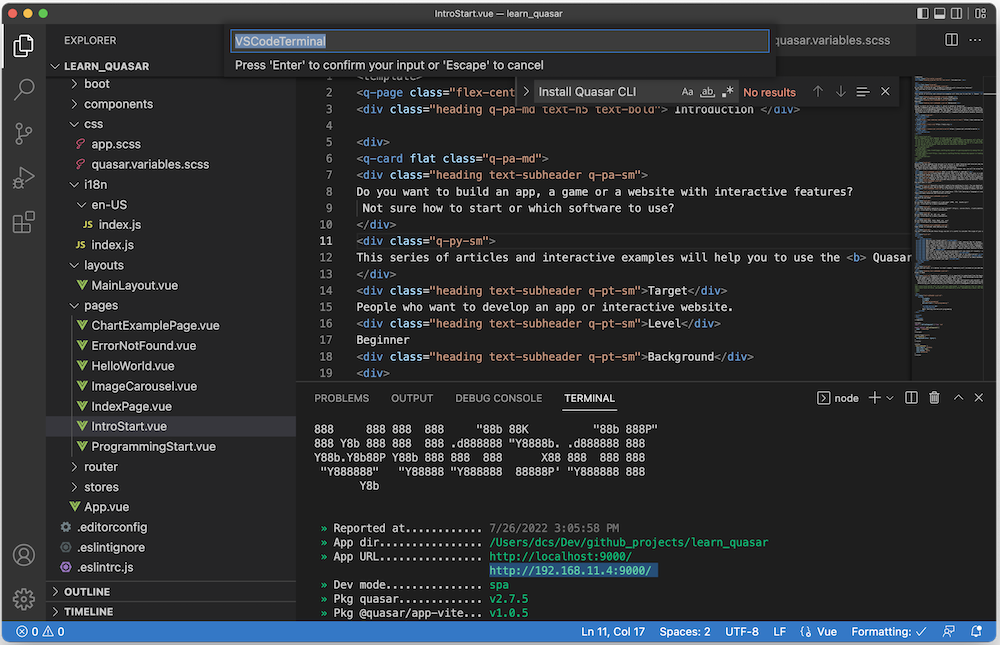 IntroStart.vue — learn_quasar
EXPLORER
VSCodeTerminal
quasar.variables.scss
Press 'Enter' to confirm your input or 'Escape' to cancel
LEARN_QUASAR
boot
components
css
app.scss
quasar.variables.scss
i18n
en-US
JS index.js
JS index.js
layouts
MainLayout.vue
pages
ChartExamplePage.vue
ErrorNotFound.vue
HelloWorld.vue
ImageCarousel.vue
IndexPage.vue
IntroStart.vue
ProgrammingStart.vue
router
stores
App.vue
.editorconfig
.eslintignore
.eslintrc.js
OUTLINE
TIMELINE
Install Quasar CLI Aa ab .* No results
1 <template>
2 <q-page class="flex-cent
3 <div class="heading q-pa-md text-h5 text-bold"> Introduction </div>
4
5 <div>
6 <q-card flat class="q-pa-md">
7 <div class="heading text-subheader q-pa-sm">
8 Do you want to build an app, a game or a website with interactive features?
9 Not sure how to start or which software to use?
10 </div>
11 <div class="q-py-sm">
12 This series of articles and interactive examples will help you to use the <b> Quasar
13 </div>
14 <div class="heading text-subheader q-pt-sm">Target</div>
15 People who want to develop an app or interactive website.
16 <div class="heading text-subheader q-pt-sm">Level</div>
17 Beginner
18 <div class="heading text-subheader q-pt-sm">Background</div>
19 <div>
PROBLEMS OUTPUT DEBUG CONSOLE TERMINAL node
888 888 888 888 "88b 88K "88b 888P"
888 Y8b 888 888 888 .d888888 "Y8888b. .d888888 888
Y88b.Y8b88P Y88b 888 888 888 X88 888 888 888
"Y888888" "Y88888 "Y888888 88888P' "Y888888 888
Y8b
» Reported at............ 7/26/2022 3:05:58 PM
» App dir................ /Users/dcs/Dev/github_projects/learn_quasar
» App URL................ http://localhost:9000/
http://192.168.11.4:9000/
» Dev mode............... spa
» Pkg quasar............. v2.7.5
» Pkg @quasar/app-vite... v1.0.5
0 0 Ln 11, Col 17 Spaces: 2 UTF-8 LF {} Vue Formatting: ✓